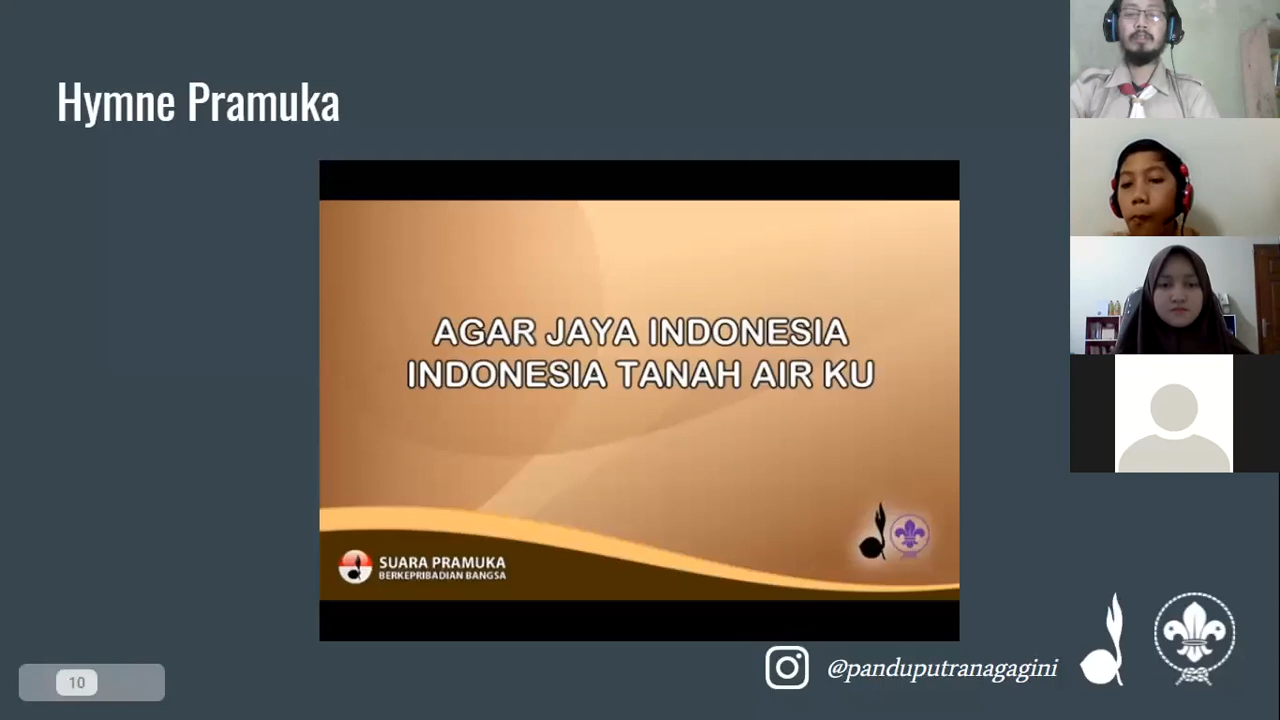 Hymne Pramuka
AGAR JAYA INDONESIA
INDONESIA TANAH AIR KU
SUARA PRAMUKA
BERKEPRIBADIAN BANGSA
@panduputranagagini
10